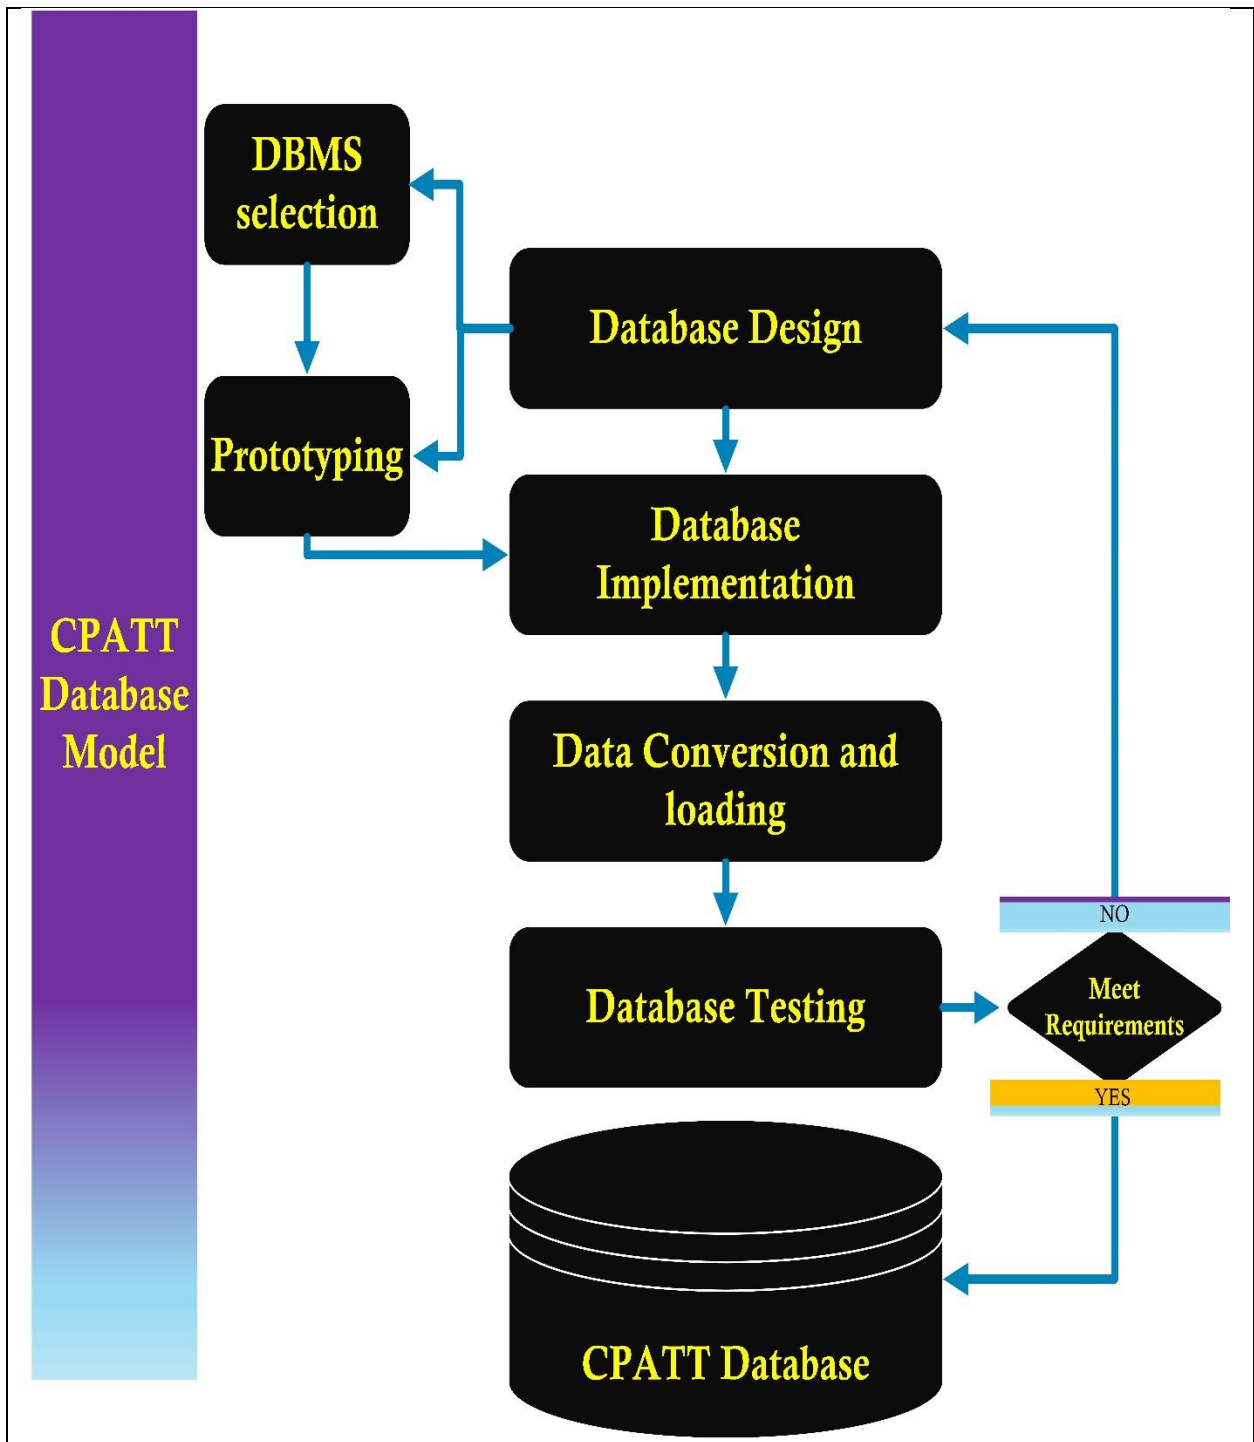 CPATT
Database
Model
DBMS
selection
Prototyping
Database Design
Database
Implementation
Data Conversion and
loading
Database Testing
NO
Meet
Requirements
YES
CPATT Database